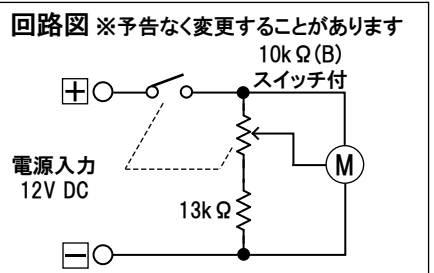 回路図 ※予告なく変更することがあります
10kΩ(B)
スイッチ付
+
電源入力
12V DC
M
13kΩ
−